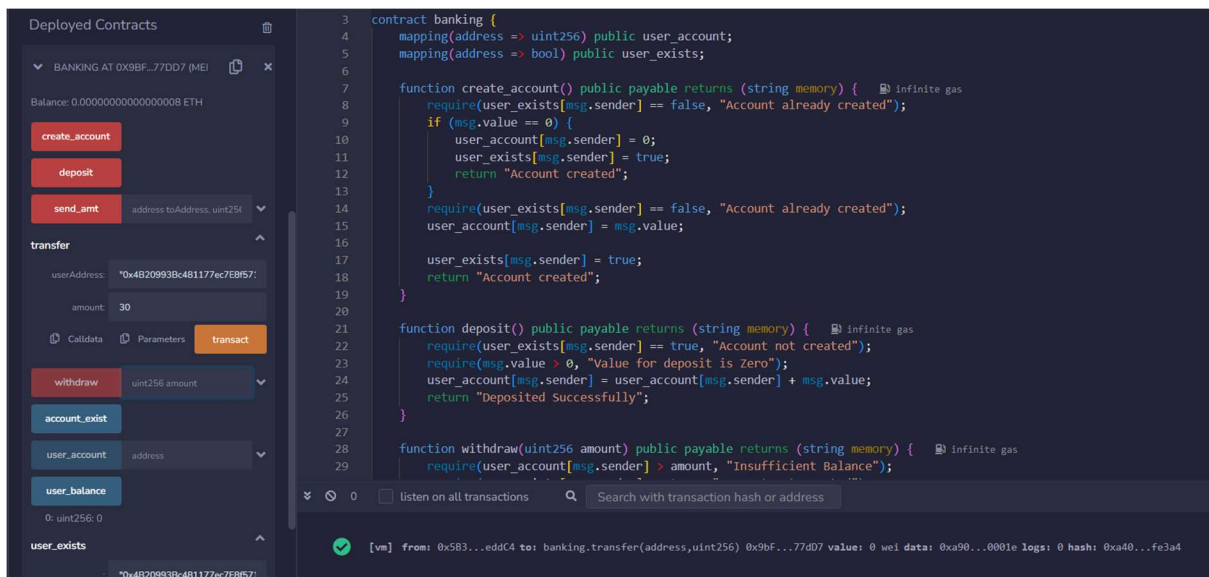 Deployed Contracts
BANKING AT 0X9BF...77DD7 (MEI
Balance: 0.00000000000000008 ETH
create_account
deposit
send_amt address toAddress, uint25(
transfer
userAddress: "0x4B20993Bc481177ec7E8f571
amount: 30
Calldata Parameters transact
withdraw uint256 amount
account_exist
user_account address
user_balance
0: uint256: 0
user_exists
"0x4B20993Bc481177ec7E8f571
3 contract banking {
4 mapping(address => uint256) public user_account;
5 mapping(address => bool) public user_exists;
6
7 function create_account() public payable returns (string memory) { infinite gas
8 require(user_exists[msg.sender] == false, "Account already created");
9 if (msg.value == 0) {
10 user_account[msg.sender] = 0;
11 user_exists[msg.sender] = true;
12 return "Account created";
13 }
14 require(user_exists[msg.sender] == false, "Account already created");
15 user_account[msg.sender] = msg.value;
16
17 user_exists[msg.sender] = true;
18 return "Account created";
19 }
20
21 function deposit() public payable returns (string memory) { infinite gas
22 require(user_exists[msg.sender] == true, "Account not created");
23 require(msg.value > 0, "Value for deposit is Zero");
24 user_account[msg.sender] = user_account[msg.sender] + msg.value;
25 return "Deposited Successfully";
26 }
27
28 function withdraw(uint256 amount) public payable returns (string memory) { infinite gas
29 require(user_account[msg.sender] > amount, "Insufficient Balance");
0 listen on all transactions Search with transaction hash or address
[vm] from: 0x5B3...eddC4 to: banking.transfer(address,uint256) 0x9bF...77dD7 value: 0 wei data: 0xa90...0001e logs: 0 hash: 0xa40...fe3a4